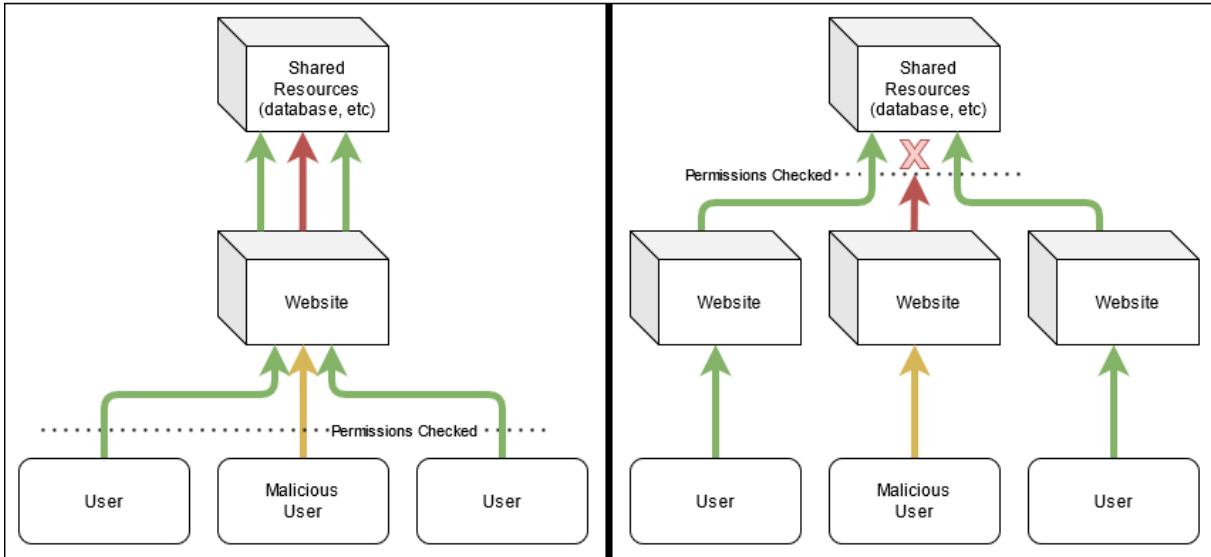 Shared
Resources
(database, etc)
Website
Permissions Checked
User
Malicious
User
User
Shared
Resources
(database, etc)
Permissions Checked
X
Website
Website
Website
User
Malicious
User
User